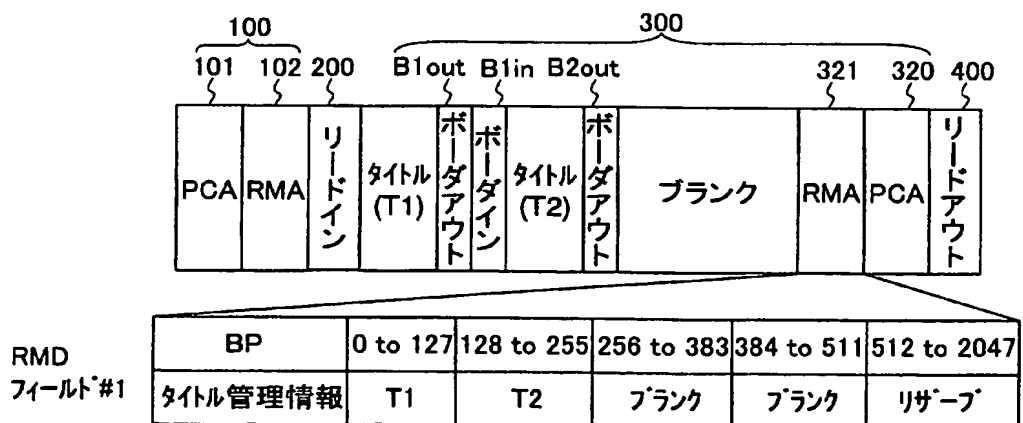 100
300
101
102
200
B1out
B1in
B2out
321
320
400
PCA
RMA
リードイン
タイトル
(T1)
ボーダアウト
ボーダイン
タイトル
(T2)
ボーダアウト
ブランク
RMA
PCA
リードアウト
RMD
フィールド#1
BP
0 to 127
128 to 255
256 to 383
384 to 511
512 to 2047
タイトル管理情報
T1
T2
ブランク
ブランク
リザーブ